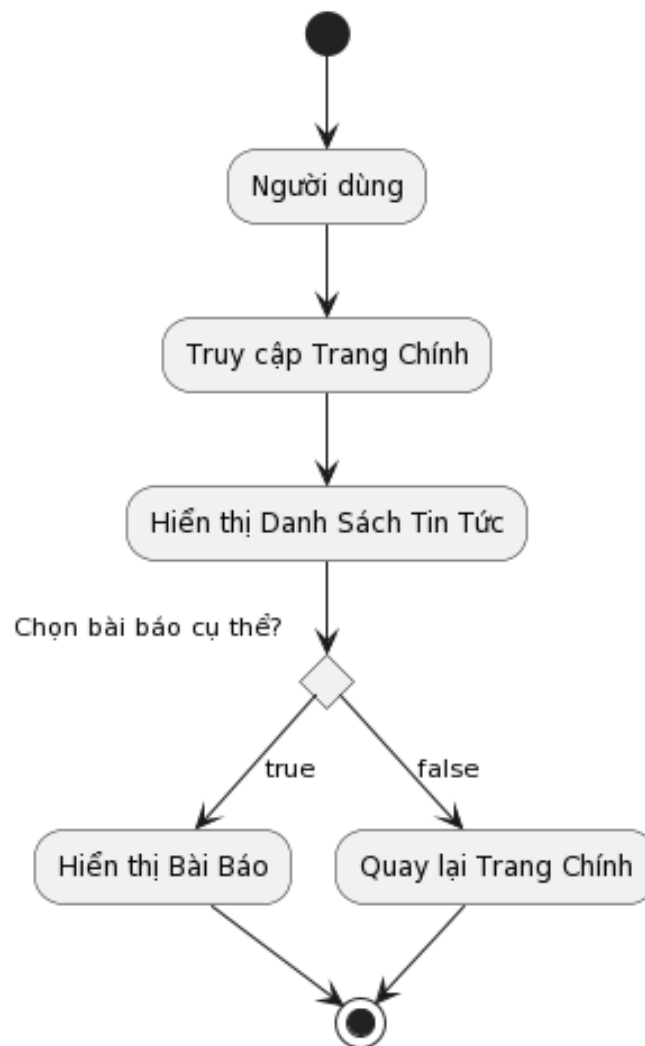 Người dùng
Truy cập Trang Chính
Hiển thị Danh Sách Tin Tức
Chọn bài báo cụ thể?
true
false
Hiển thị Bài Báo
Quay lại Trang Chính